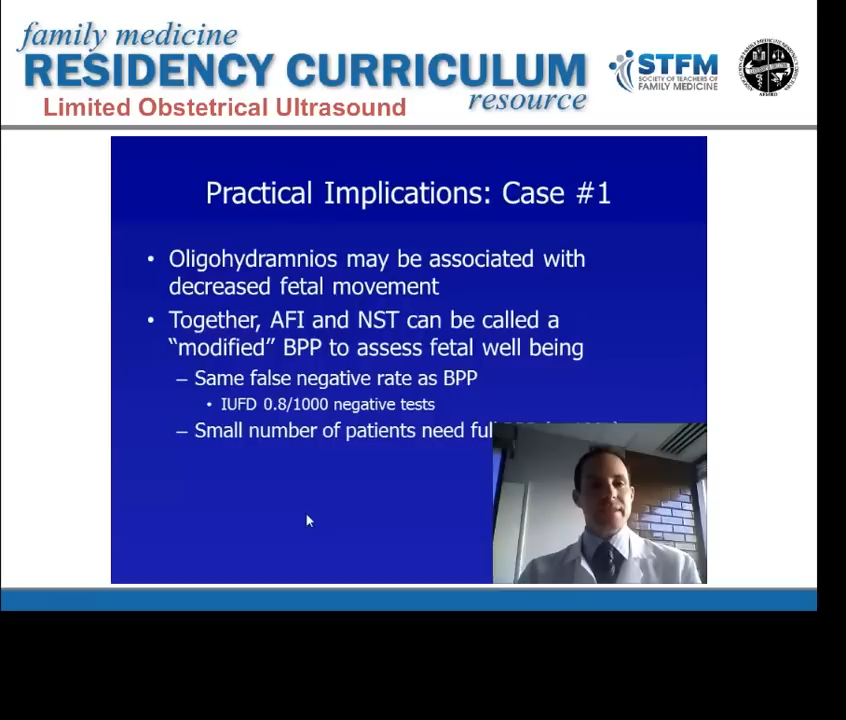 family medicine
RESIDENCY CURRICULUM
resource
Limited Obstetrical Ultrasound
STFM
SOCIETY OF TEACHERS OF
FAMILY MEDICINE
Practical Implications: Case #1
• Oligohydramnios may be associated with
decreased fetal movement
• Together, AFI and NST can be called a
“modified” BPP to assess fetal well being
– Same false negative rate as BPP
• IUFD 0.8/1000 negative tests
– Small number of patients need full